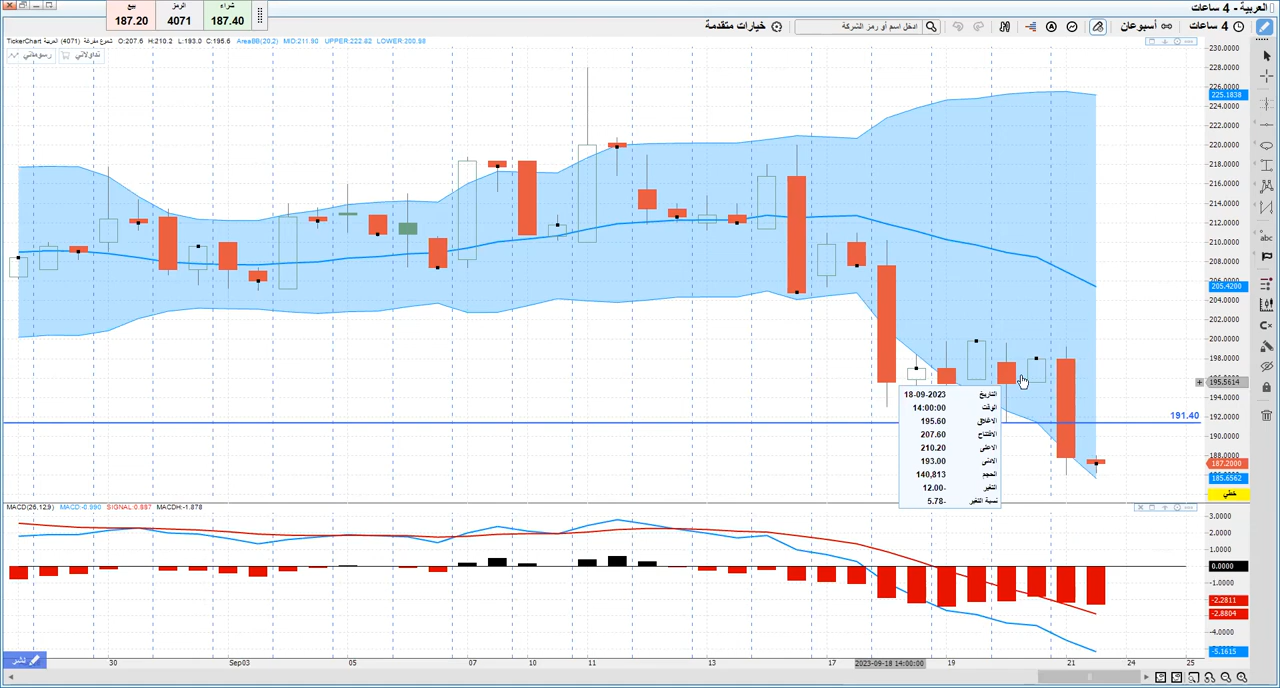 العربية - 4 ساعات
بيع
187.20
الرمز
4071
شراء
187.40
4 ساعات
أسبوعان
ادخل اسم أو رمز الشركة
خيارات متقدمة
TickerChart العربية (4071) O:207.6 H:210.2 L:193.0 C:195.6 AreaBB(20,2) MID:211.90 UPPER:222.82 LOWER:200.98
رسوماتي
تداولاتي
230.0000
228.0000
226.0000
225.1838
224.0000
222.0000
220.0000
218.0000
216.0000
214.0000
212.0000
210.0000
208.0000
206.0000
205.4200
204.0000
202.0000
200.0000
198.0000
195.5614
194.0000
192.0000
191.40
190.0000
188.0000
187.2000
185.6562
خطي
التاريخ 18-09-2023
الوقت 14:00:00
الاغلاق 195.60
الافتتاح 207.60
الاعلى 210.20
الادنى 193.00
الحجم 140,813
التغير 12.00-
نسبة التغير 5.78-
MACD(26,12,9) MACD:-0.990 SIGNAL:0.887 MACDH:-1.878
3.0000
2.0000
1.0000
0.0000
-1.0000
-2.2811
-2.8804
-4.0000
-5.1615
نشر
30
Sep03
05
07
10
11
13
17
2023-09-18 14:00:00
19
21
24
25
abc